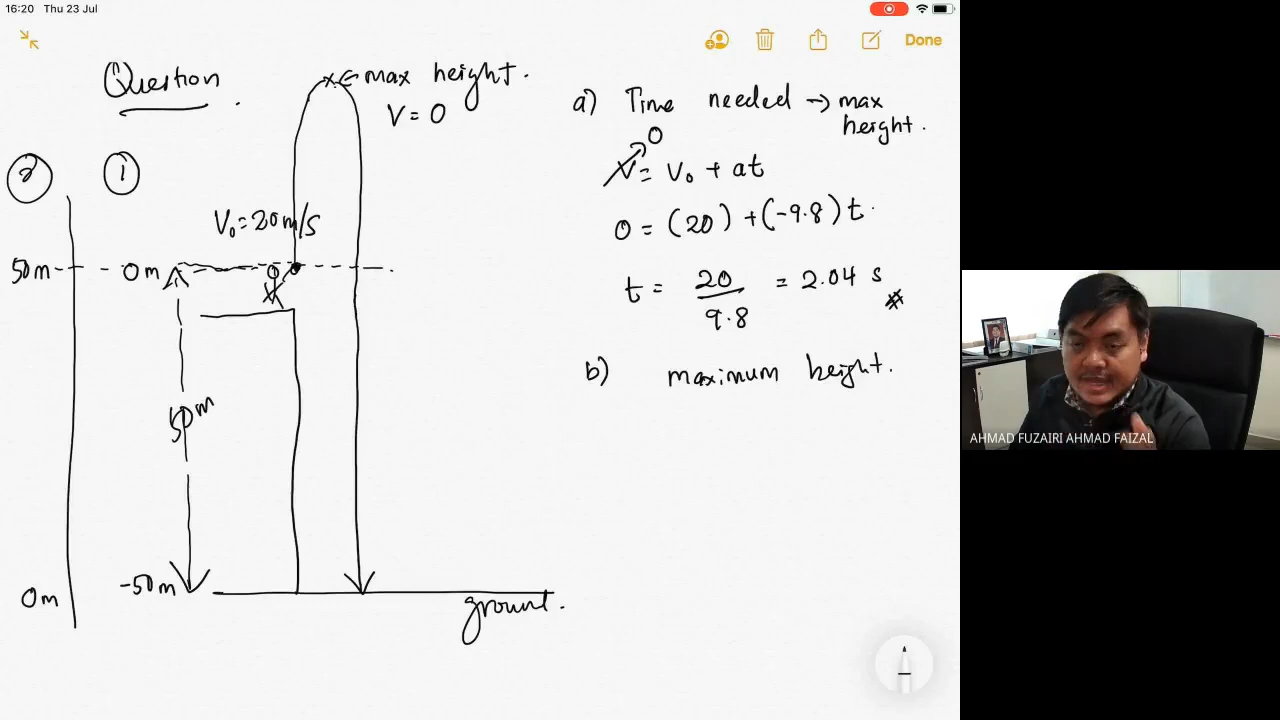 16:20 Thu 23 Jul
Done
Question.
max height.
V = 0
② ①
V₀ = 20 m/s
50m
0m
50m
-50m
0m
ground.
a) Time needed → max
height.
0
V = V₀ + at
0 = (20) + (-9.8) t.
t = 20/9.8 = 2.04 s
b) maximum height.
AHMAD FUZAIRI AHMAD FAIZAL